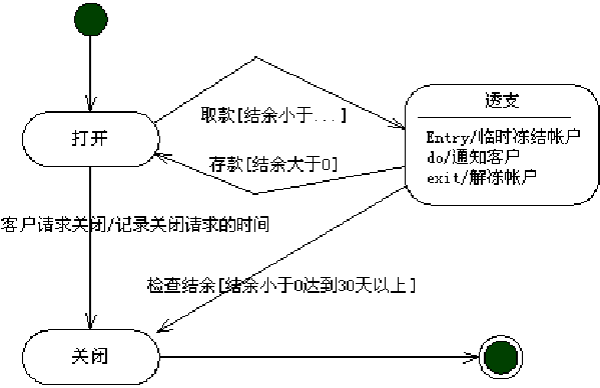 透支
取款[结余小于...]
打开
Entry/临时冻结帐户
do/通知客户
存款[结余大于0]
exit/解冻帐户
客户请求关闭/记录关闭请求的时间
检查结余[结余小于0达到30天以上]
关闭